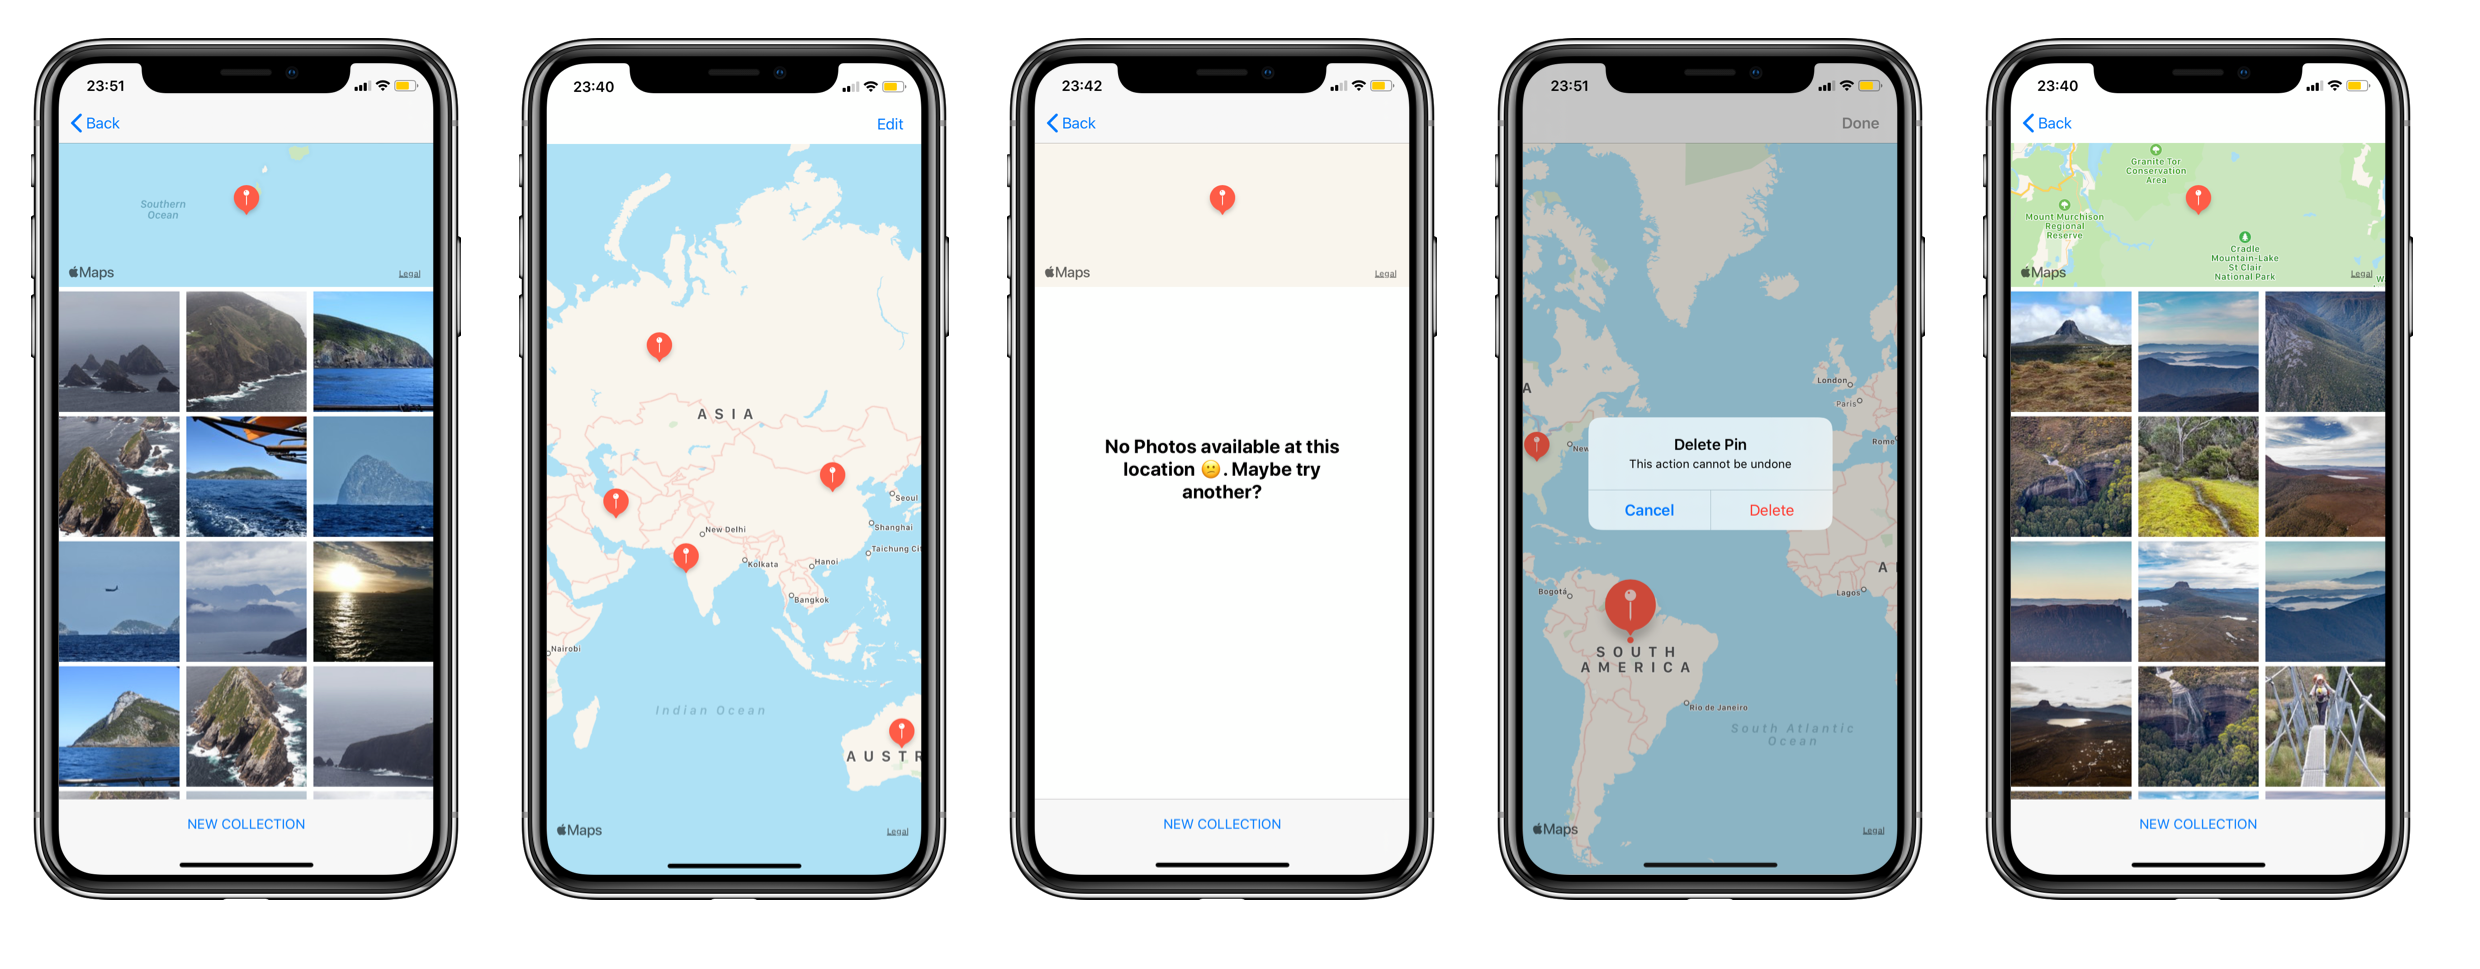 23:51
Back
Southern
Ocean
Maps
Legal
NEW COLLECTION
23:40
Edit
ASIA
Seoul
Shanghai
New Delhi
Taichung Cit
Kolkata
Hanoi
Bangkok
Nairobi
Indian Ocean
AUSTR
Maps
Legal
23:42
Back
Maps
Legal
No Photos available at this
location 😕. Maybe try
another?
NEW COLLECTION
23:51
Done
London
Paris
A
Rome
New
Delete Pin
This action cannot be undone
Cancel
Delete
A
Bogotá
Lagos
SOUTH
AMERICA
Rio de Janeiro
South Atlantic
Ocean
Maps
Legal
23:40
Back
Granite Tor
Conservation
Area
Mount Murchison
Regional
Reserve
Cradle
Mountain-Lake
St Clair
National Park
Maps
Legal
W
NEW COLLECTION